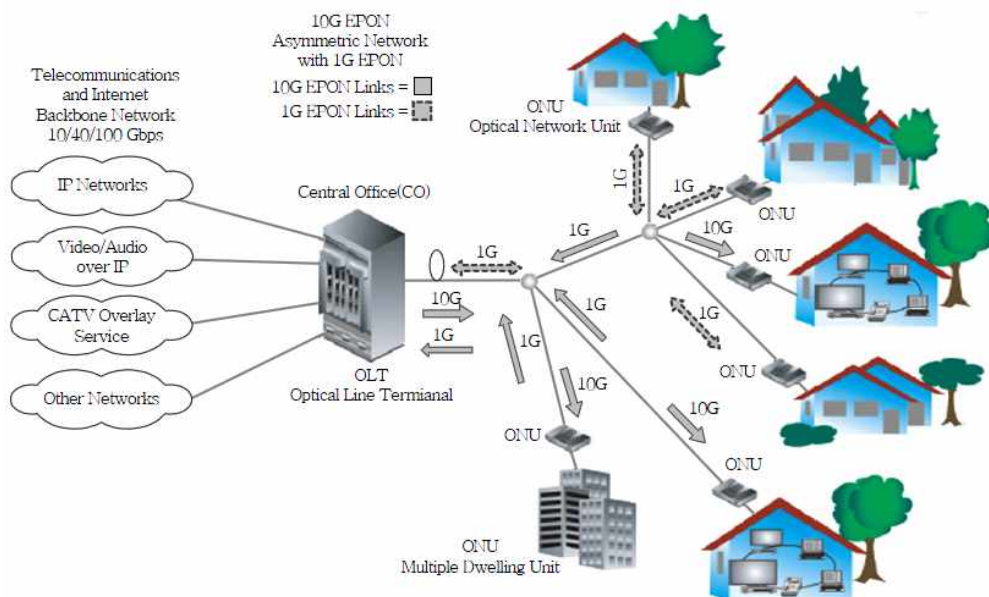 10G EPON
Asymmetric Network
with 1G EPON
10G EPON Links =
1G EPON Links =
Telecommunications
and Internet
Backbone Network
10/40/100 Gbps
IP Networks
Video/Audio
over IP
CATV Overlay
Service
Other Networks
Central Office(CO)
OLT
Optical Line Termianal
1G
10G
1G
1G
ONU
Optical Network Unit
1G
1G
ONU
10G
ONU
1G
ONU
1G
10G
ONU
1G
10G
ONU
ONU
Multiple Dwelling Unit